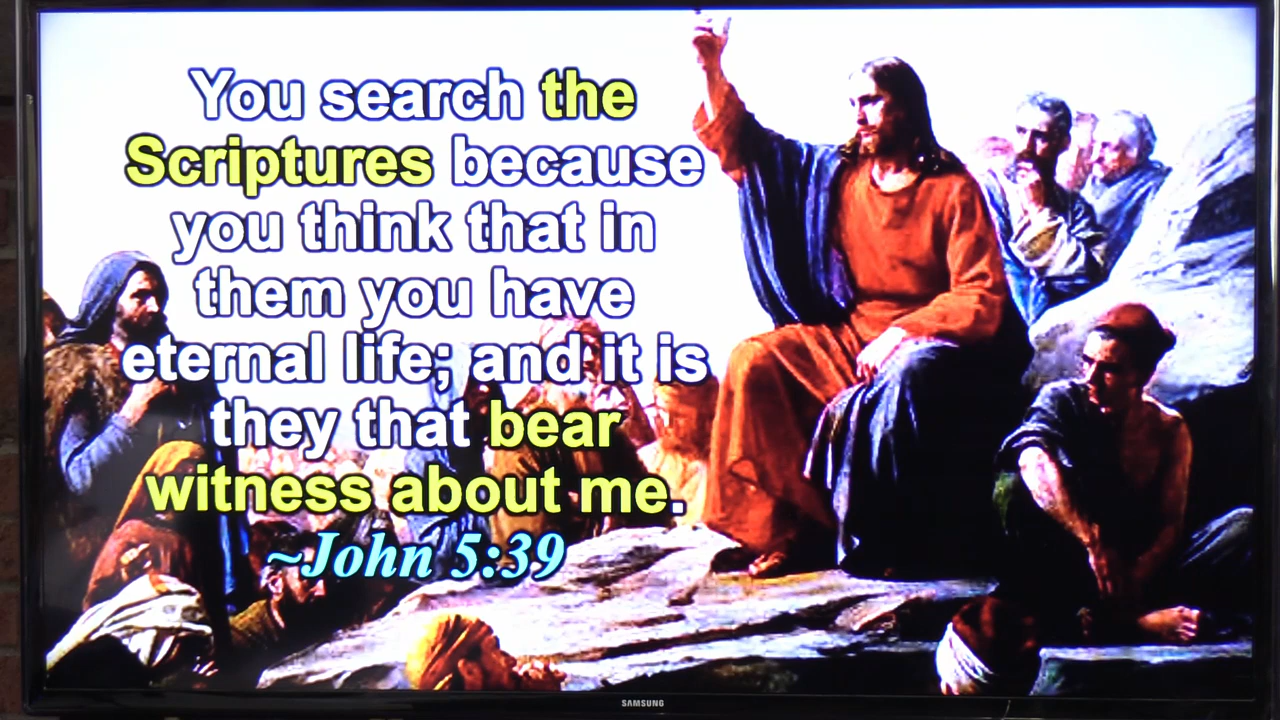 You search the
Scriptures because
you think that in
them you have
eternal life; and it is
they that bear
witness about me.
~John 5:39
SAMSUNG